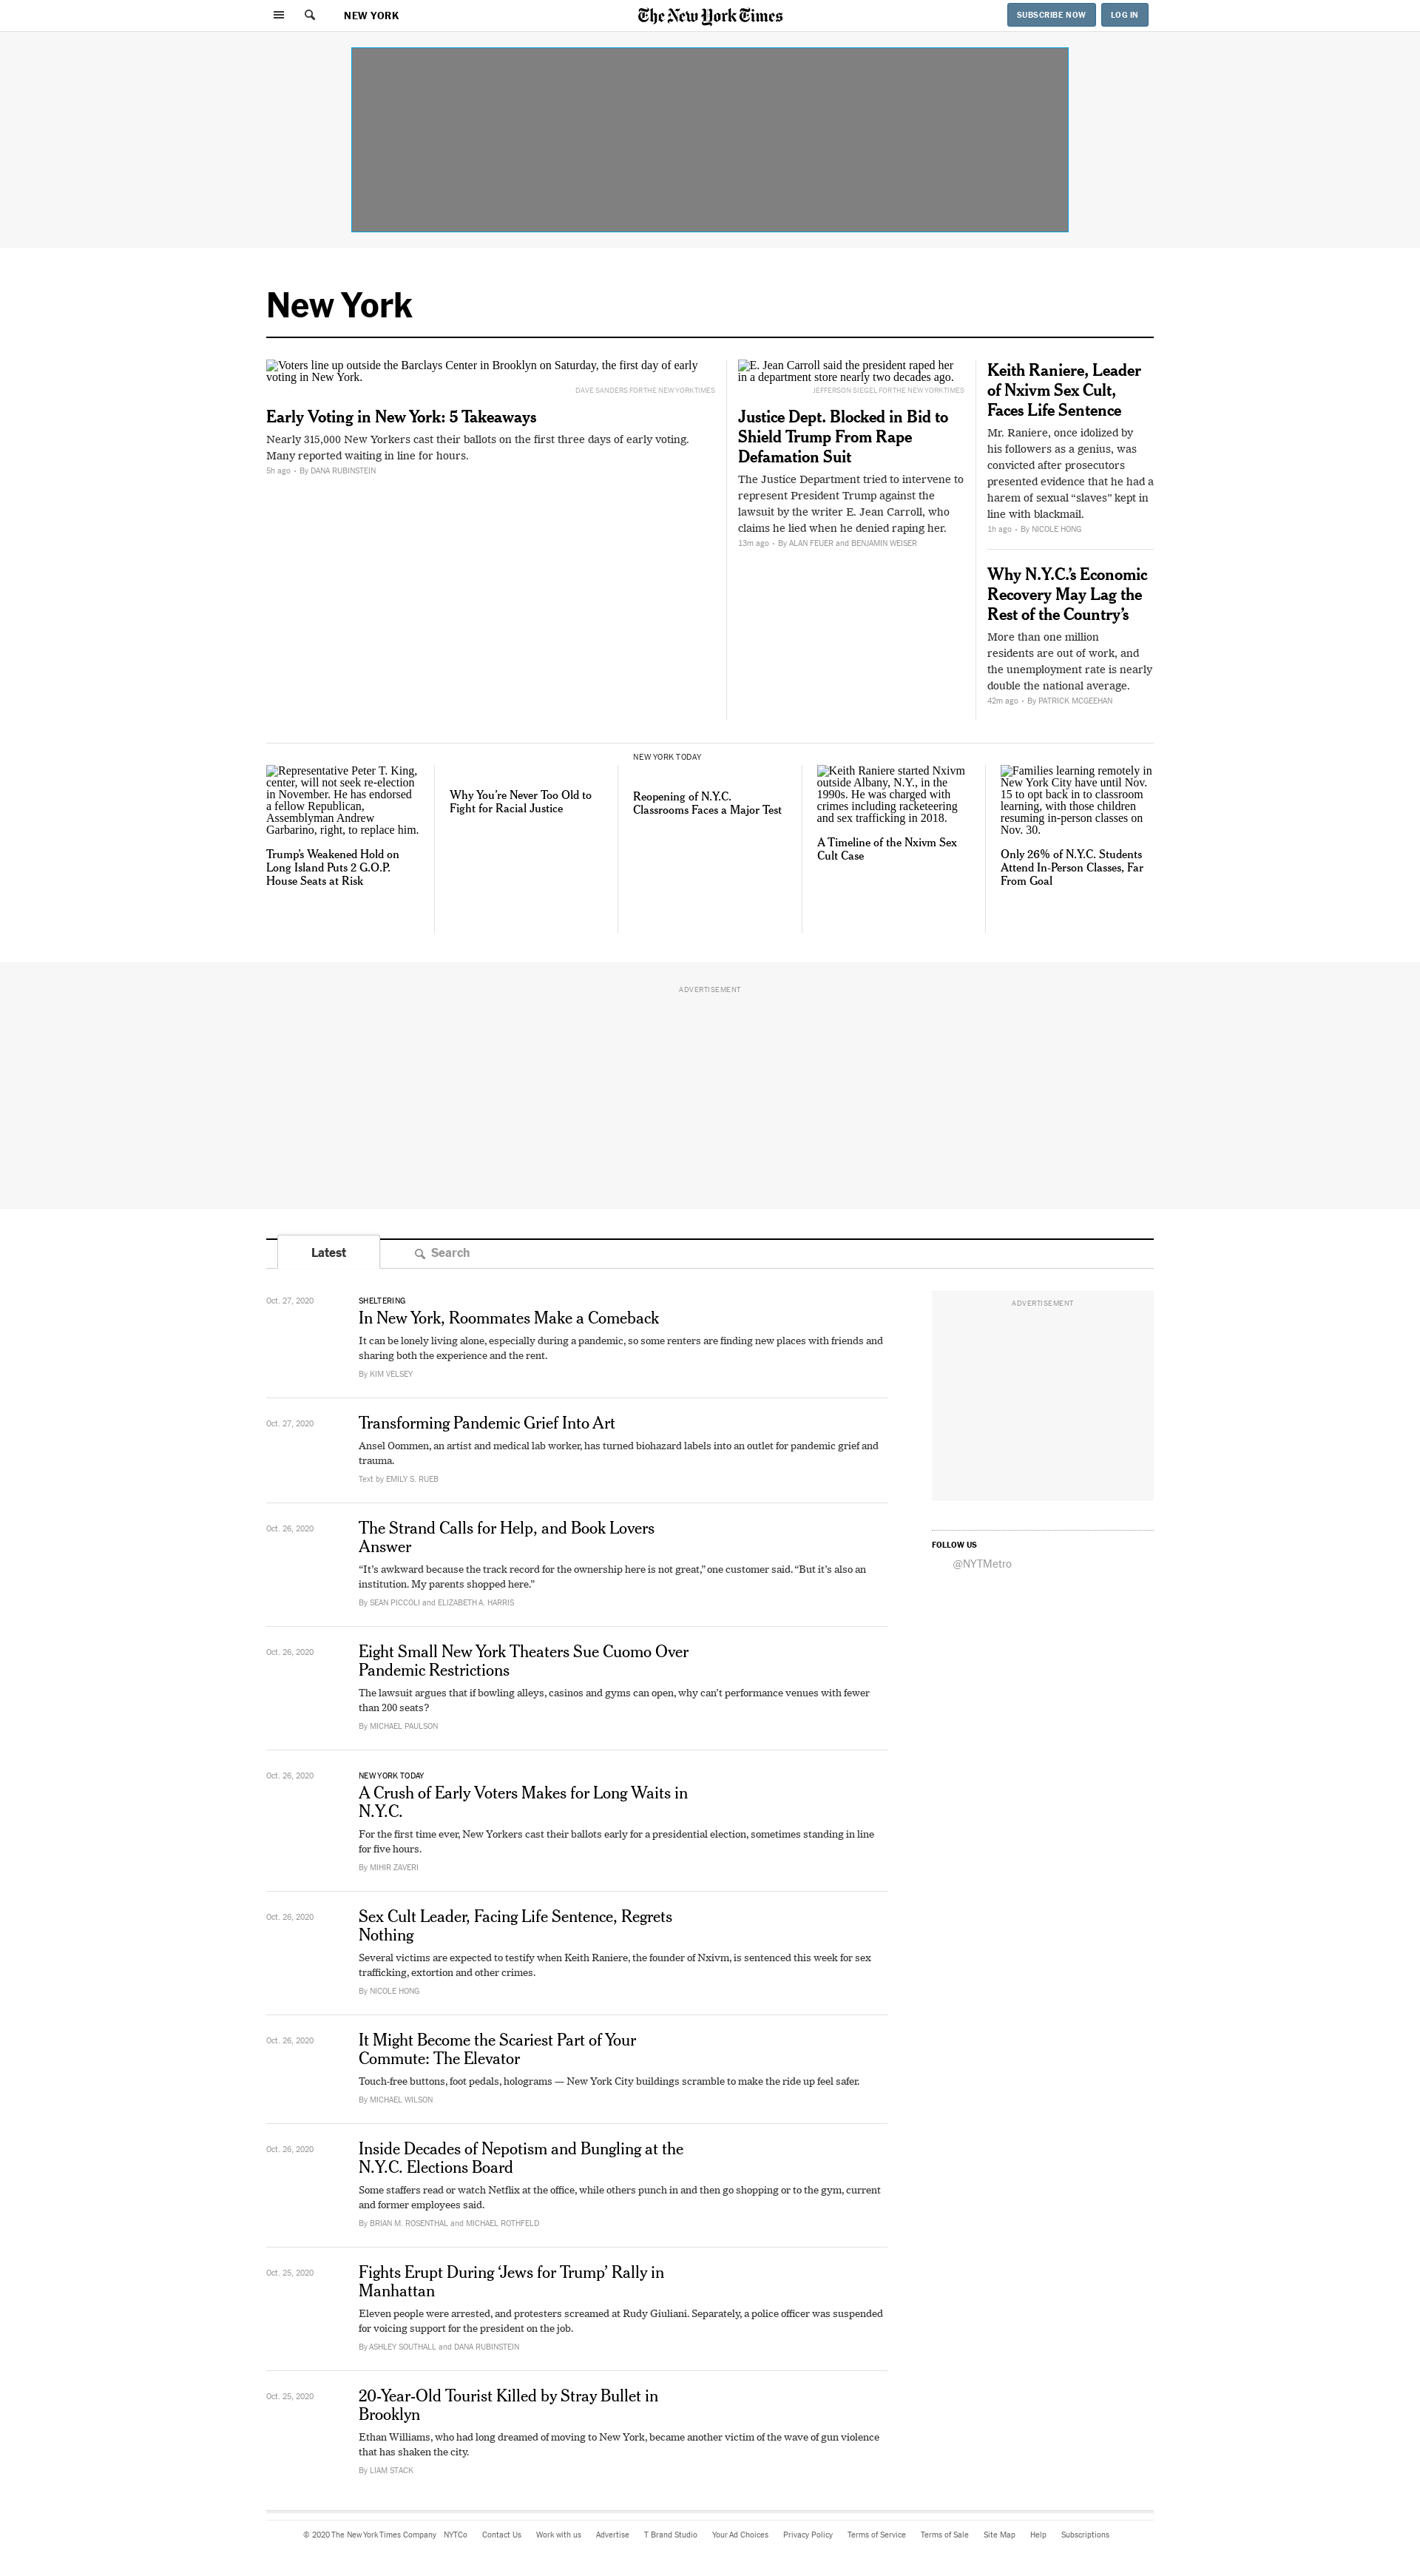 NEW YORK
The New York Times
SUBSCRIBE NOW
LOG IN
New York
Voters line up outside the Barclays Center in Brooklyn on Saturday, the first day of early
voting in New York.
DAVE SANDERS FOR THE NEW YORK TIMES
Early Voting in New York: 5 Takeaways
Nearly 315,000 New Yorkers cast their ballots on the first three days of early voting.
Many reported waiting in line for hours.
5h ago • By DANA RUBINSTEIN
E. Jean Carroll said the president raped her
in a department store nearly two decades ago.
JEFFERSON SIEGEL FOR THE NEW YORK TIMES
Justice Dept. Blocked in Bid to
Shield Trump From Rape
Defamation Suit
The Justice Department tried to intervene to
represent President Trump against the
lawsuit by the writer E. Jean Carroll, who
claims he lied when he denied raping her.
13m ago • By ALAN FEUER and BENJAMIN WEISER
Keith Raniere, Leader
of Nxivm Sex Cult,
Faces Life Sentence
Mr. Raniere, once idolized by
his followers as a genius, was
convicted after prosecutors
presented evidence that he had a
harem of sexual “slaves” kept in
line with blackmail.
1h ago • By NICOLE HONG
Why N.Y.C.’s Economic
Recovery May Lag the
Rest of the Country’s
More than one million
residents are out of work, and
the unemployment rate is nearly
double the national average.
42m ago • By PATRICK MCGEEHAN
Representative Peter T. King,
center, will not seek re-election
in November. He has endorsed
a fellow Republican,
Assemblyman Andrew
Garbarino, right, to replace him.
Trump’s Weakened Hold on
Long Island Puts 2 G.O.P.
House Seats at Risk
Why You’re Never Too Old to
Fight for Racial Justice
NEW YORK TODAY
Reopening of N.Y.C.
Classrooms Faces a Major Test
Keith Raniere started Nxivm
outside Albany, N.Y., in the
1990s. He was charged with
crimes including racketeering
and sex trafficking in 2018.
A Timeline of the Nxivm Sex
Cult Case
Families learning remotely in
New York City have until Nov.
15 to opt back in to classroom
learning, with those children
resuming in-person classes on
Nov. 30.
Only 26% of N.Y.C. Students
Attend In-Person Classes, Far
From Goal
ADVERTISEMENT
Latest
Search
Oct. 27, 2020
SHELTERING
In New York, Roommates Make a Comeback
It can be lonely living alone, especially during a pandemic, so some renters are finding new places with friends and
sharing both the experience and the rent.
By KIM VELSEY
Oct. 27, 2020
Transforming Pandemic Grief Into Art
Ansel Oommen, an artist and medical lab worker, has turned biohazard labels into an outlet for pandemic grief and
trauma.
Text by EMILY S. RUEB
Oct. 26, 2020
The Strand Calls for Help, and Book Lovers
Answer
“It’s awkward because the track record for the ownership here is not great,” one customer said. “But it’s also an
institution. My parents shopped here.”
By SEAN PICCOLI and ELIZABETH A. HARRIS
Oct. 26, 2020
Eight Small New York Theaters Sue Cuomo Over
Pandemic Restrictions
The lawsuit argues that if bowling alleys, casinos and gyms can open, why can’t performance venues with fewer
than 200 seats?
By MICHAEL PAULSON
Oct. 26, 2020
NEW YORK TODAY
A Crush of Early Voters Makes for Long Waits in
N.Y.C.
For the first time ever, New Yorkers cast their ballots early for a presidential election, sometimes standing in line
for five hours.
By MIHIR ZAVERI
Oct. 26, 2020
Sex Cult Leader, Facing Life Sentence, Regrets
Nothing
Several victims are expected to testify when Keith Raniere, the founder of Nxivm, is sentenced this week for sex
trafficking, extortion and other crimes.
By NICOLE HONG
Oct. 26, 2020
It Might Become the Scariest Part of Your
Commute: The Elevator
Touch-free buttons, foot pedals, holograms — New York City buildings scramble to make the ride up feel safer.
By MICHAEL WILSON
Oct. 26, 2020
Inside Decades of Nepotism and Bungling at the
N.Y.C. Elections Board
Some staffers read or watch Netflix at the office, while others punch in and then go shopping or to the gym, current
and former employees said.
By BRIAN M. ROSENTHAL and MICHAEL ROTHFELD
Oct. 25, 2020
Fights Erupt During ‘Jews for Trump’ Rally in
Manhattan
Eleven people were arrested, and protesters screamed at Rudy Giuliani. Separately, a police officer was suspended
for voicing support for the president on the job.
By ASHLEY SOUTHALL and DANA RUBINSTEIN
Oct. 25, 2020
20-Year-Old Tourist Killed by Stray Bullet in
Brooklyn
Ethan Williams, who had long dreamed of moving to New York, became another victim of the wave of gun violence
that has shaken the city.
By LIAM STACK
ADVERTISEMENT
FOLLOW US
@NYTMetro
© 2020 The New York Times Company NYTCo Contact Us Work with us Advertise T Brand Studio Your Ad Choices Privacy Policy Terms of Service Terms of Sale Site Map Help Subscriptions